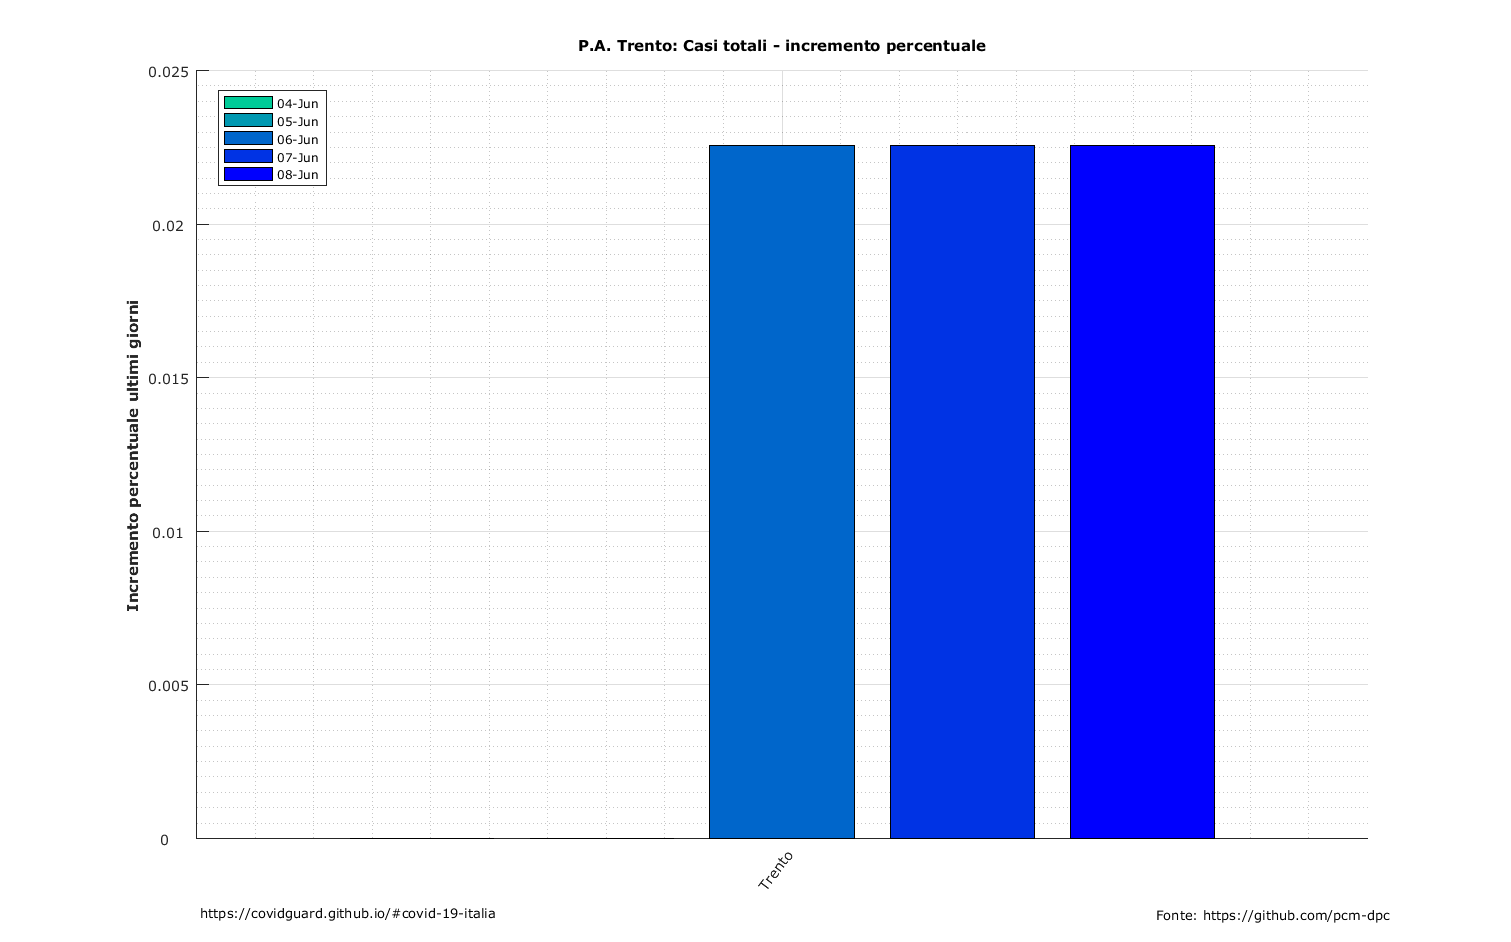 P.A. Trento: Casi totali - incremento percentuale
0.025
04-Jun
05-Jun
06-Jun
07-Jun
08-Jun
0.02
0.015
0.01
0.005
0
Incremento percentuale ultimi giorni
Trento
https://covidguard.github.io/#covid-19-italia
Fonte: https://github.com/pcm-dpc